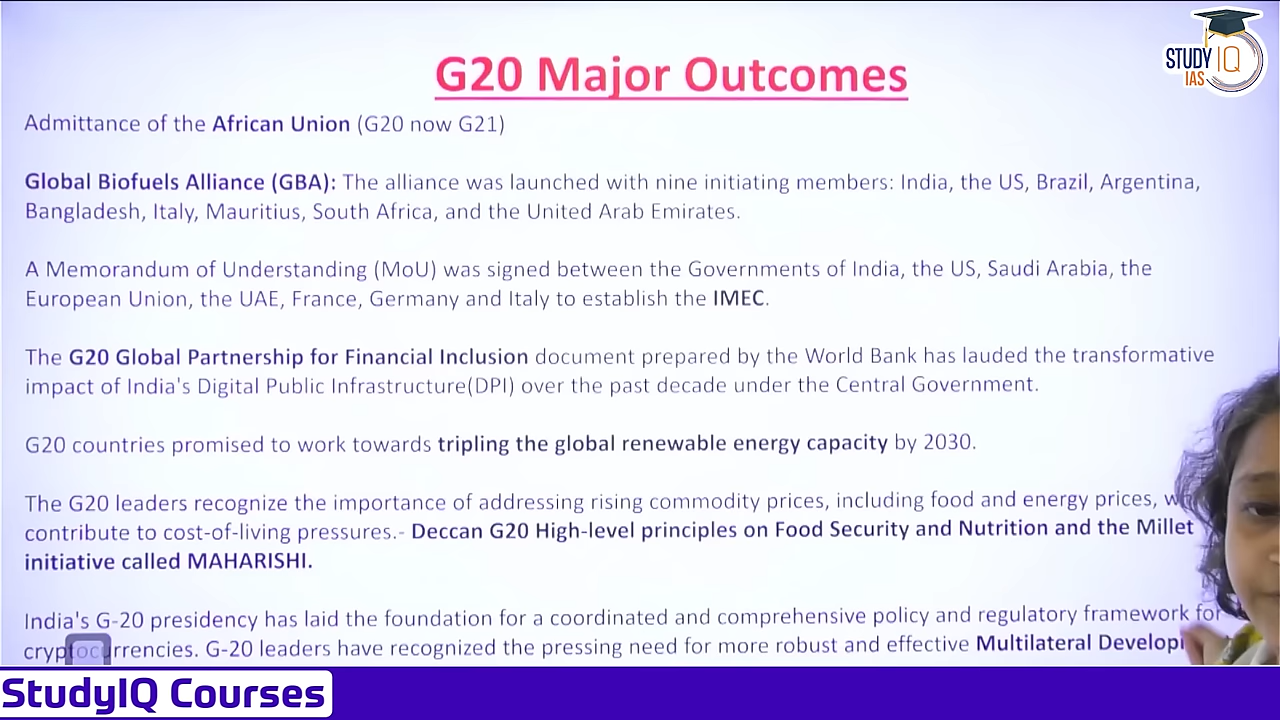 G20 Major Outcomes
STUDY IQ
IAS
Admittance of the African Union (G20 now G21)
Global Biofuels Alliance (GBA): The alliance was launched with nine initiating members: India, the US, Brazil, Argentina,
Bangladesh, Italy, Mauritius, South Africa, and the United Arab Emirates.
A Memorandum of Understanding (MoU) was signed between the Governments of India, the US, Saudi Arabia, the
European Union, the UAE, France, Germany and Italy to establish the IMEC.
The G20 Global Partnership for Financial Inclusion document prepared by the World Bank has lauded the transformative
impact of India's Digital Public Infrastructure(DPI) over the past decade under the Central Government.
G20 countries promised to work towards tripling the global renewable energy capacity by 2030.
The G20 leaders recognize the importance of addressing rising commodity prices, including food and energy prices,
contribute to cost-of-living pressures.- Deccan G20 High-level principles on Food Security and Nutrition and the Millet
initiative called MAHARISHI.
India's G-20 presidency has laid the foundation for a coordinated and comprehensive policy and regulatory framework for
cryptocurrencies. G-20 leaders have recognized the pressing need for more robust and effective Multilateral
StudyIQ Courses